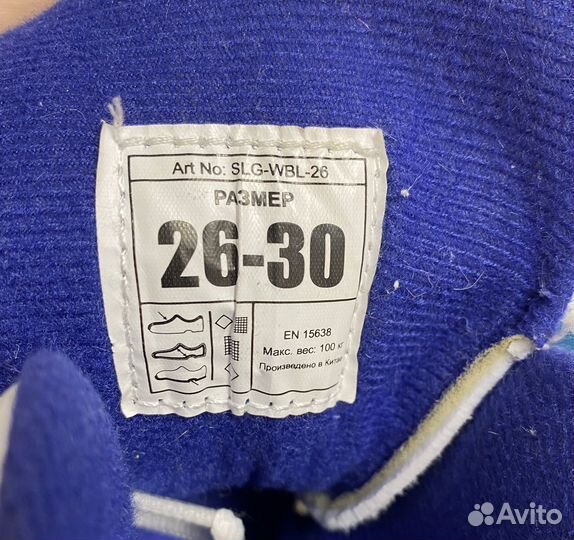 Art No: SLG-WBL-26
РАЗМЕР
26-30
EN 15638
Макс. вес: 100 кг
Произведено в Китае
Avito